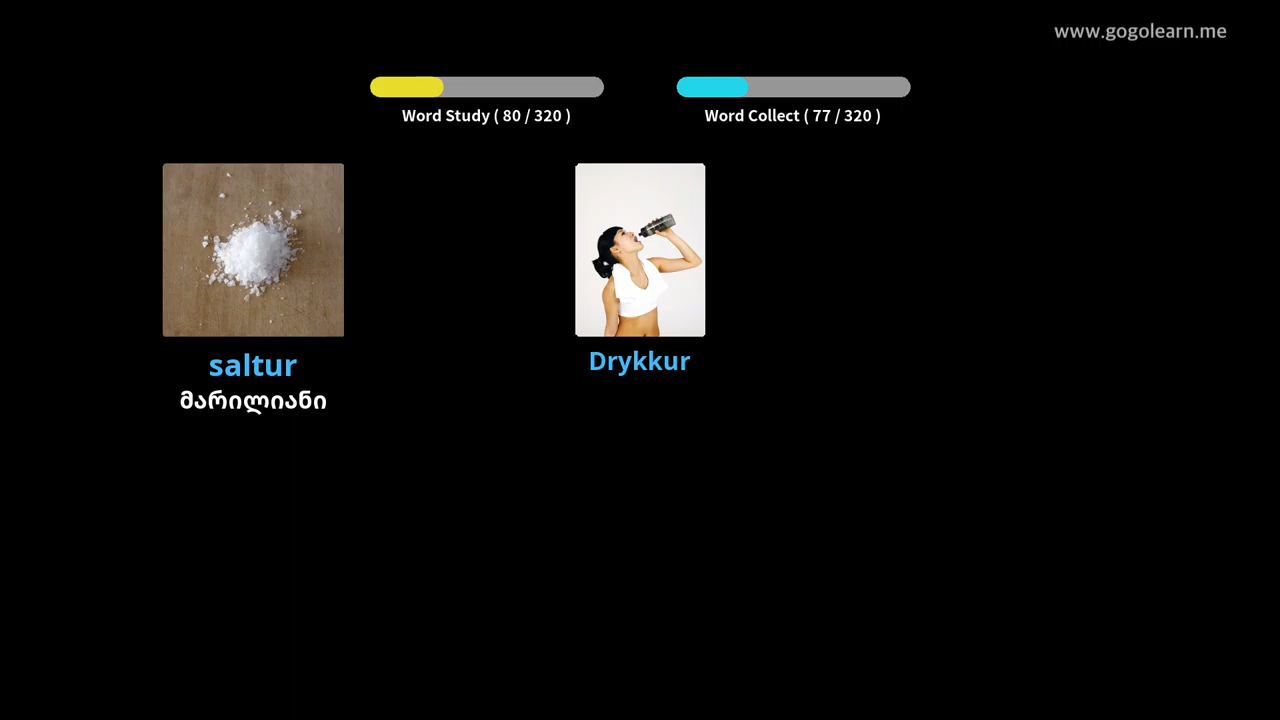 www.gogolearn.me
Word Study ( 80 / 320 )
Word Collect ( 77 / 320 )
saltur
მარილიანი
Drykkur